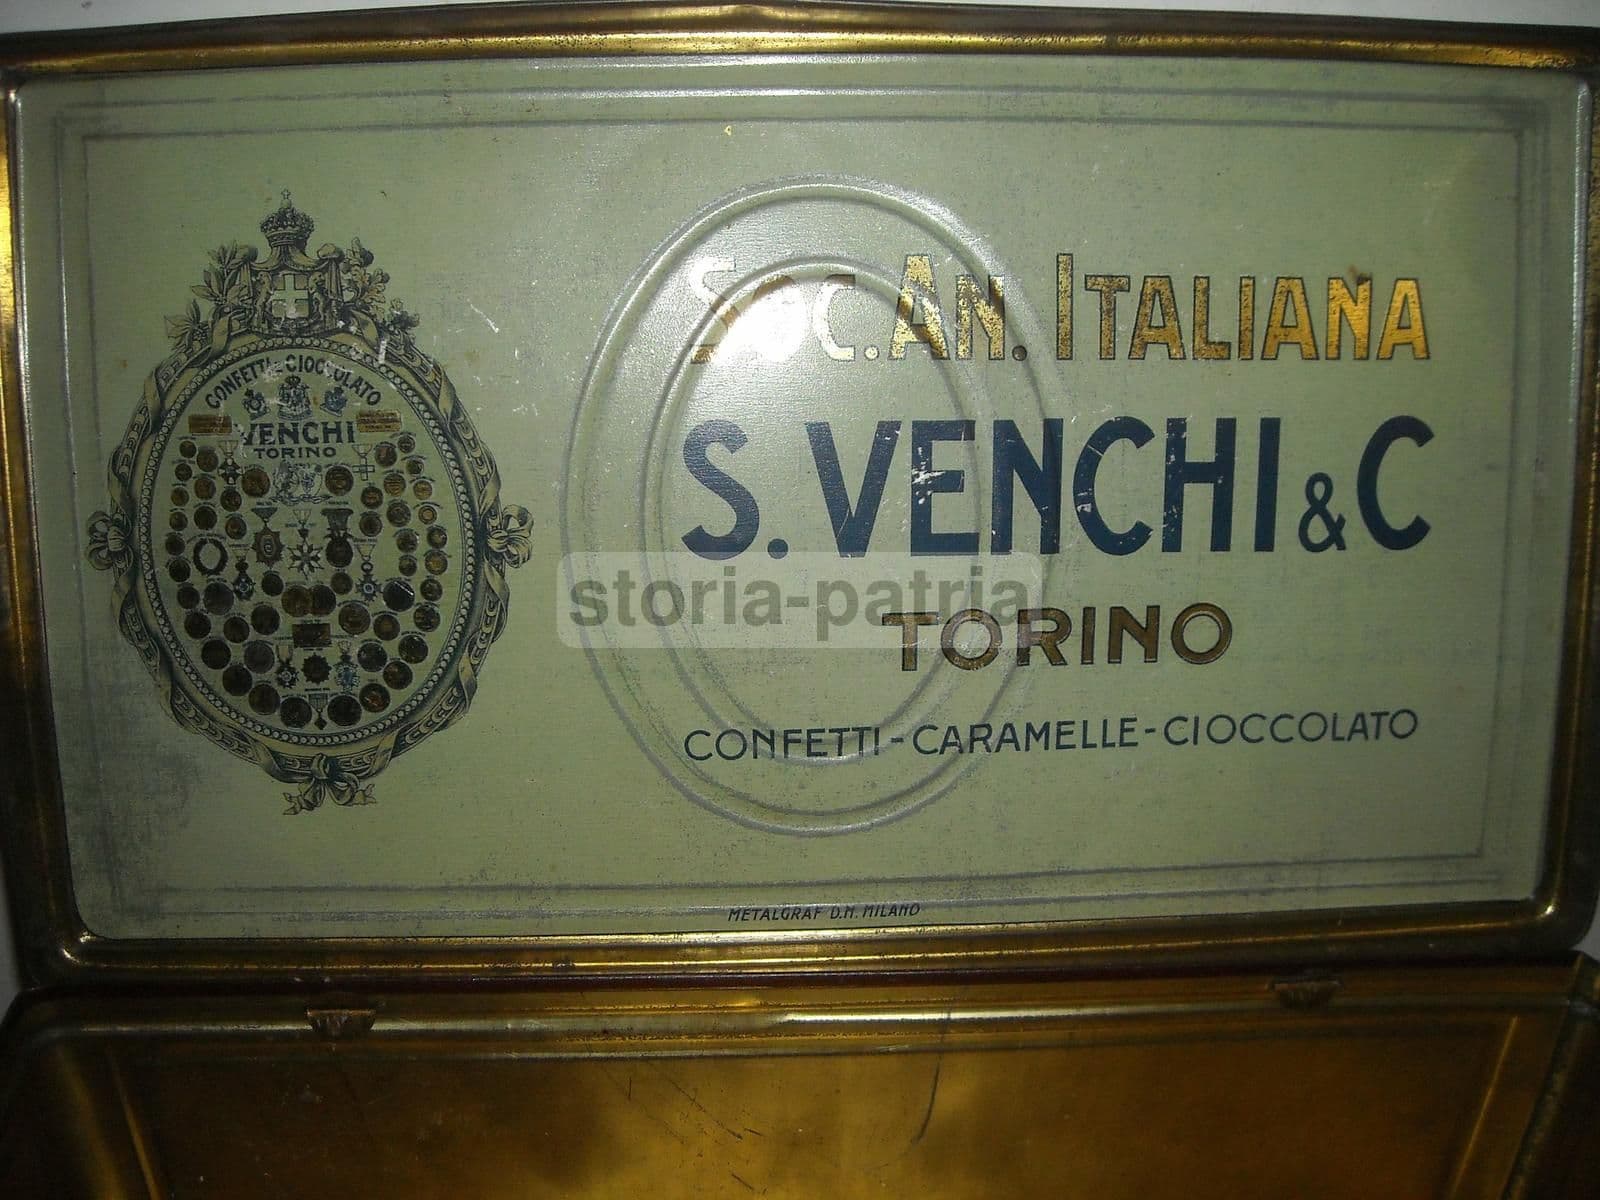 CONFETTI E CIOCCOLATO
VENCHI
TORINO
SOC. AN. ITALIANA
S. VENCHI & C
TORINO
CONFETTI - CARAMELLE - CIOCCOLATO
METALGRAF D.M. MILANO
storia-patria